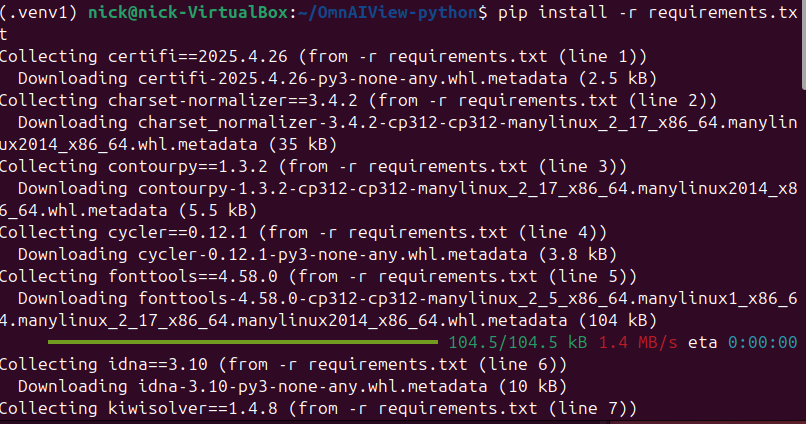 (.venv1) nick@nick-VirtualBox:~/OmnAIView-python$ pip install -r requirements.tx
t
Collecting certifi==2025.4.26 (from -r requirements.txt (line 1))
  Downloading certifi-2025.4.26-py3-none-any.whl.metadata (2.5 kB)
Collecting charset-normalizer==3.4.2 (from -r requirements.txt (line 2))
  Downloading charset_normalizer-3.4.2-cp312-cp312-manylinux_2_17_x86_64.manylin
ux2014_x86_64.whl.metadata (35 kB)
Collecting contourpy==1.3.2 (from -r requirements.txt (line 3))
  Downloading contourpy-1.3.2-cp312-cp312-manylinux_2_17_x86_64.manylinux2014_x8
6_64.whl.metadata (5.5 kB)
Collecting cycler==0.12.1 (from -r requirements.txt (line 4))
  Downloading cycler-0.12.1-py3-none-any.whl.metadata (3.8 kB)
Collecting fonttools==4.58.0 (from -r requirements.txt (line 5))
  Downloading fonttools-4.58.0-cp312-cp312-manylinux_2_5_x86_64.manylinux1_x86_6
4.manylinux_2_17_x86_64.manylinux2014_x86_64.whl.metadata (104 kB)
104.5/104.5 kB 1.4 MB/s eta 0:00:00
Collecting idna==3.10 (from -r requirements.txt (line 6))
  Downloading idna-3.10-py3-none-any.whl.metadata (10 kB)
Collecting kiwisolver==1.4.8 (from -r requirements.txt (line 7))